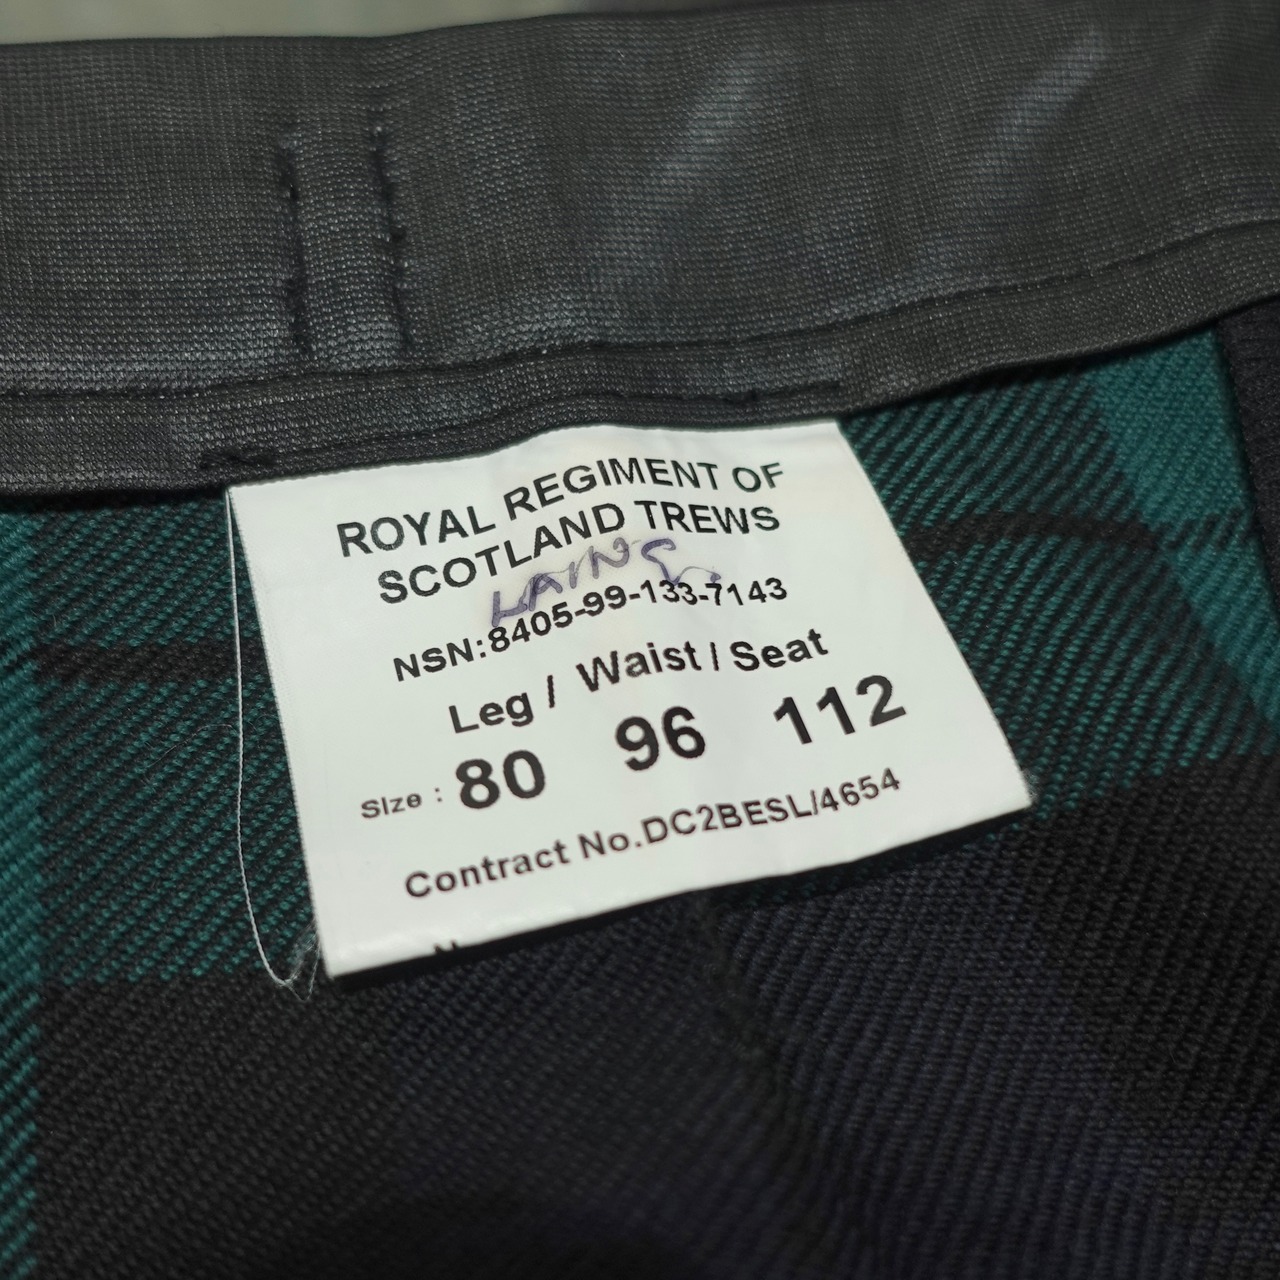 ROYAL REGIMENT OF
SCOTLAND TREWS
LAING
NSN:8405-99-133-7143
Leg / Waist / Seat
Size : 80 96 112
Contract No.DC2BESL/4654